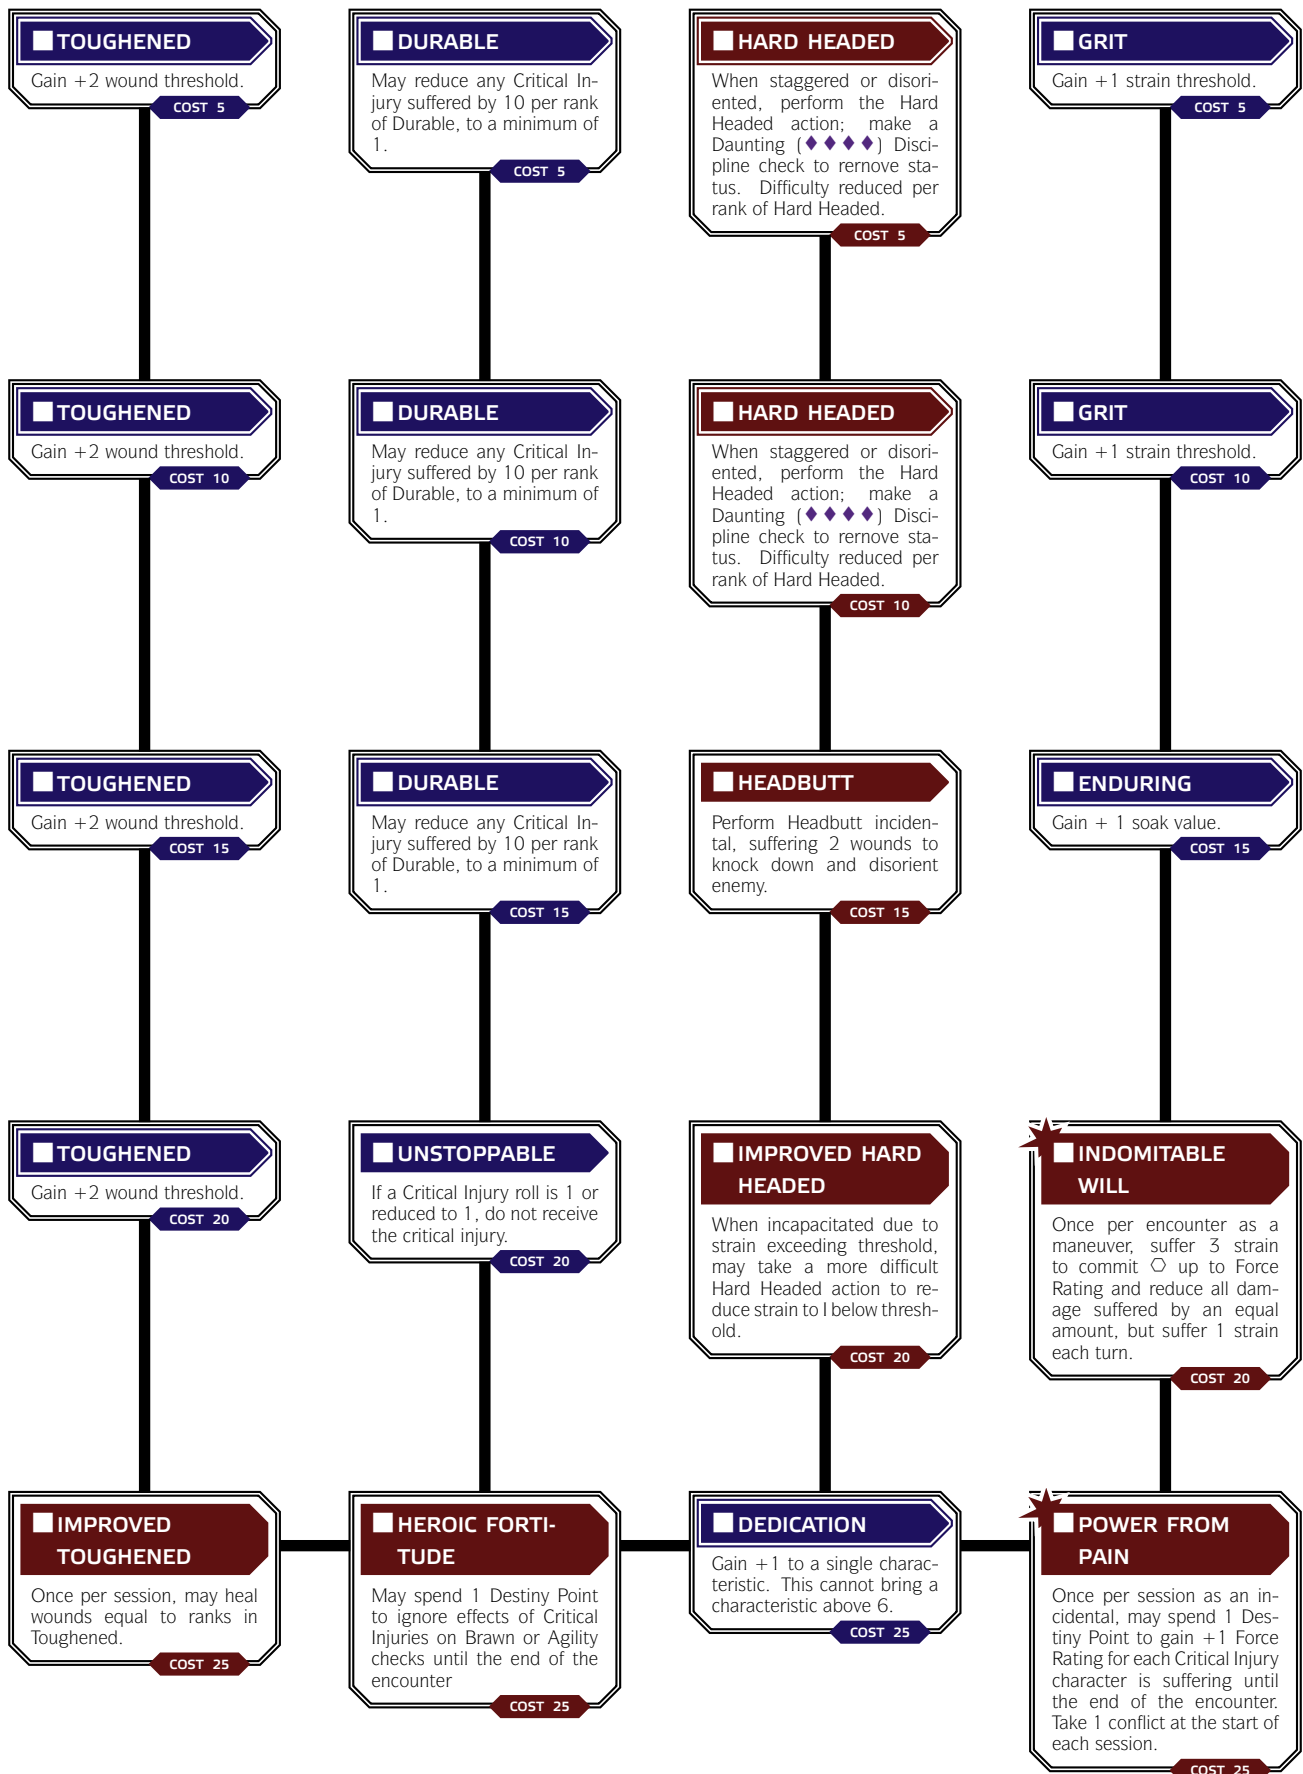 TOUGHENED
Gain +2 wound threshold.
COST 5
DURABLE
May reduce any Critical In-
jury suffered by 10 per rank
of Durable, to a minimum of
1.
COST 5
HARD HEADED
When staggered or disori-
ented, perform the Hard
Headed action; make a
Daunting (♦♦♦♦) Disci-
pline check to rernove sta-
tus. Difficulty reduced per
rank of Hard Headed.
COST 5
GRIT
Gain +1 strain threshold.
COST 5
TOUGHENED
Gain +2 wound threshold.
COST 10
DURABLE
May reduce any Critical In-
jury suffered by 10 per rank
of Durable, to a minimum of
1.
COST 10
HARD HEADED
When staggered or disori-
ented, perform the Hard
Headed action; make a
Daunting (♦♦♦♦) Disci-
pline check to rernove sta-
tus. Difficulty reduced per
rank of Hard Headed.
COST 10
GRIT
Gain +1 strain threshold.
COST 10
TOUGHENED
Gain +2 wound threshold.
COST 15
DURABLE
May reduce any Critical In-
jury suffered by 10 per rank
of Durable, to a minimum of
1.
COST 15
HEADBUTT
Perform Headbutt inciden-
tal, suffering 2 wounds to
knock down and disorient
enemy.
COST 15
ENDURING
Gain + 1 soak value.
COST 15
TOUGHENED
Gain +2 wound threshold.
COST 20
UNSTOPPABLE
If a Critical Injury roll is 1 or
reduced to 1, do not receive
the critical injury.
COST 20
IMPROVED HARD
HEADED
When incapacitated due to
strain exceeding threshold,
may take a more difficult
Hard Headed action to re-
duce strain to I below thresh-
old.
COST 20
INDOMITABLE
WILL
Once per encounter as a
maneuver, suffer 3 strain
to commit ⬡ up to Force
Rating and reduce all dam-
age suffered by an equal
amount, but suffer 1 strain
each turn.
COST 20
IMPROVED
TOUGHENED
Once per session, may heal
wounds equal to ranks in
Toughened.
COST 25
HEROIC FORTI-
TUDE
May spend 1 Destiny Point
to ignore effects of Critical
Injuries on Brawn or Agility
checks until the end of the
encounter
COST 25
DEDICATION
Gain +1 to a single charac-
teristic. This cannot bring a
characteristic above 6.
COST 25
POWER FROM
PAIN
Once per session as an in-
cidental, may spend 1 Des-
tiny Point to gain +1 Force
Rating for each Critical Injury
character is suffering until
the end of the encounter.
Take 1 conflict at the start of
each session.
COST 25